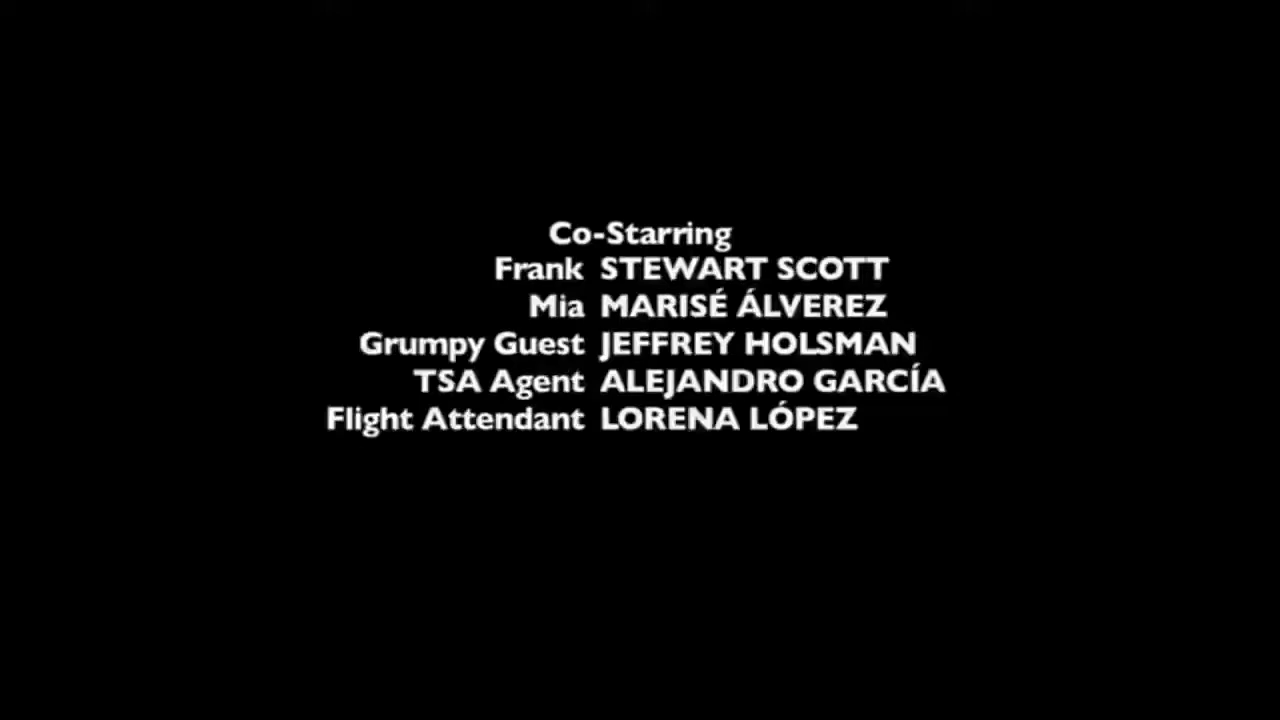 Co-Starring
Frank STEWART SCOTT
Mia MARISÉ ÁLVEREZ
Grumpy Guest JEFFREY HOLSMAN
TSA Agent ALEJANDRO GARCÍA
Flight Attendant LORENA LÓPEZ